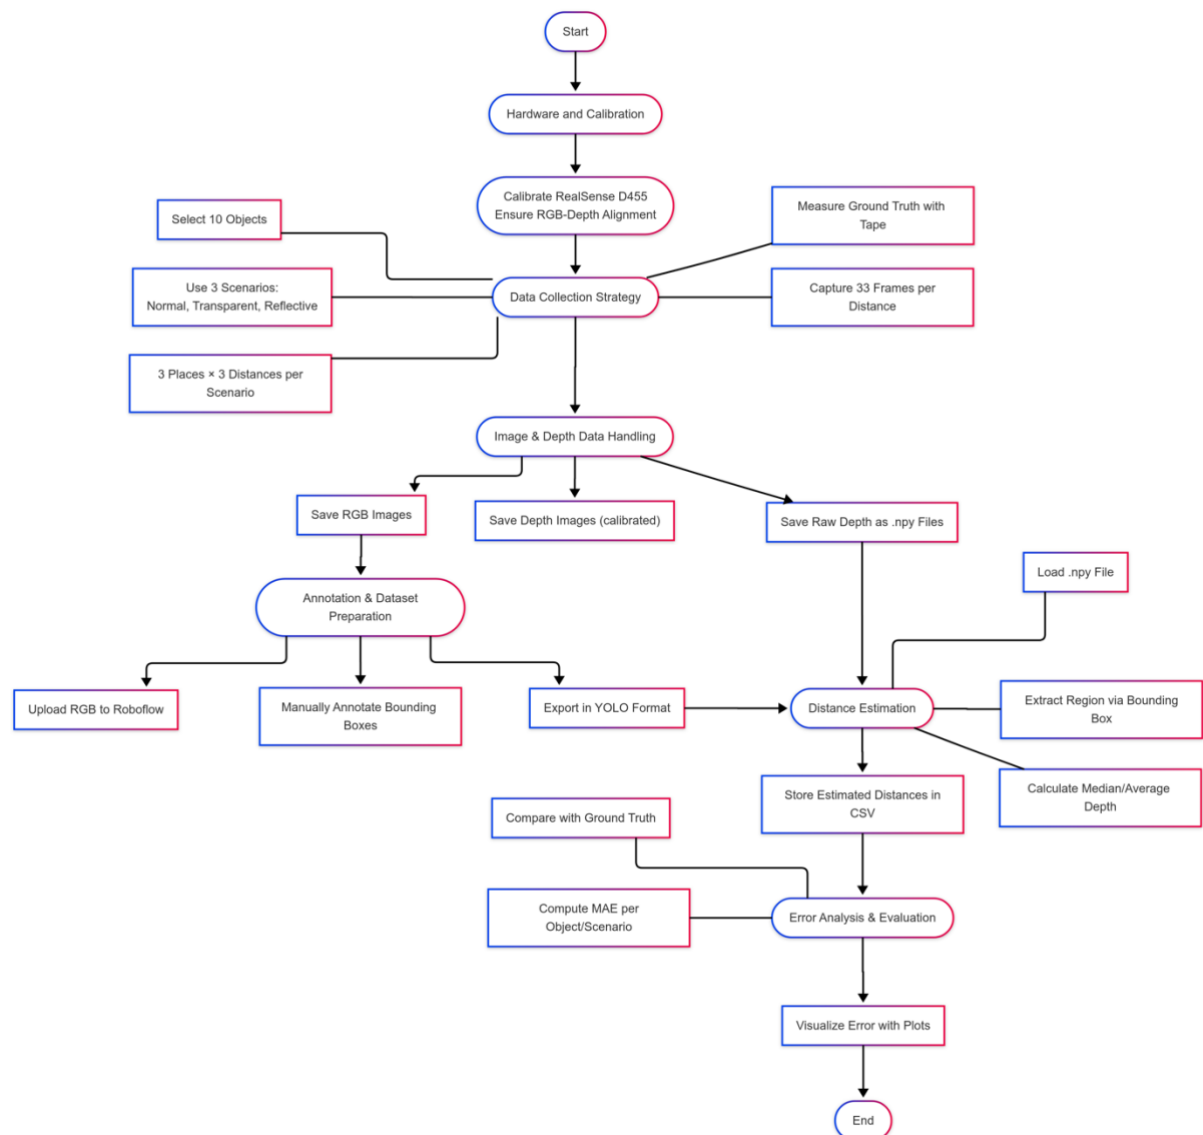 Start
Hardware and Calibration
Calibrate RealSense D455
Ensure RGB-Depth Alignment
Select 10 Objects
Measure Ground Truth with
Tape
Use 3 Scenarios:
Normal, Transparent, Reflective
Data Collection Strategy
Capture 33 Frames per
Distance
3 Places × 3 Distances per
Scenario
Image & Depth Data Handling
Save RGB Images
Save Depth Images (calibrated)
Save Raw Depth as .npy Files
Load .npy File
Annotation & Dataset
Preparation
Upload RGB to Roboflow
Manually Annotate Bounding
Boxes
Export in YOLO Format
Distance Estimation
Extract Region via Bounding
Box
Calculate Median/Average
Depth
Store Estimated Distances in
CSV
Compare with Ground Truth
Compute MAE per
Object/Scenario
Error Analysis & Evaluation
Visualize Error with Plots
End